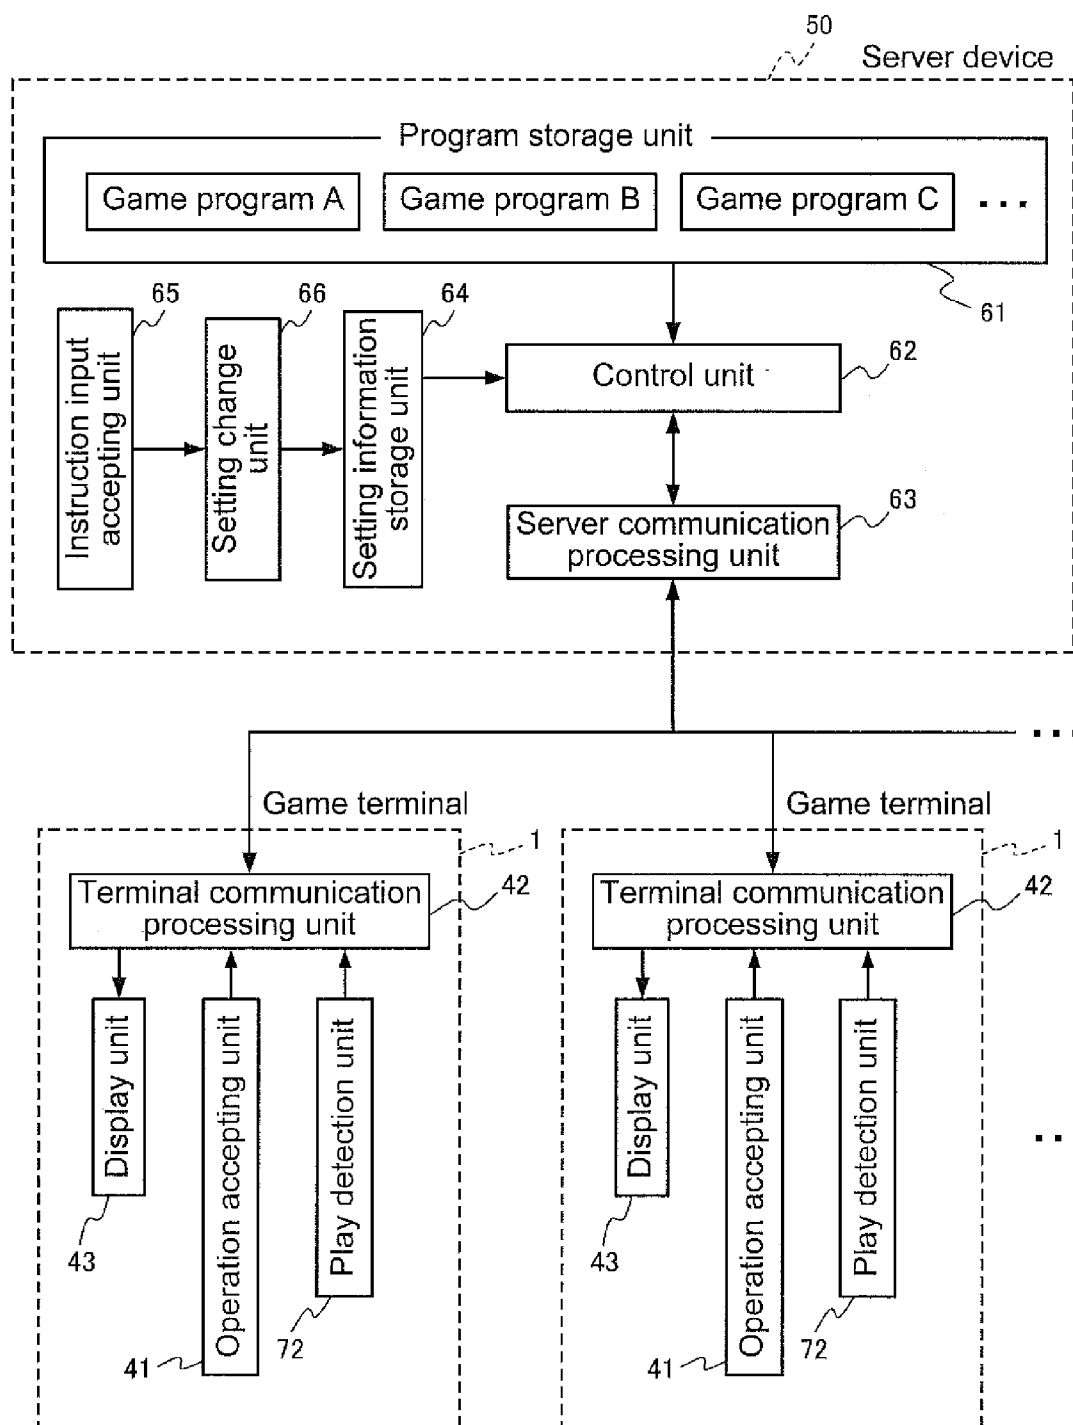 50
Server device
Program storage unit
Game program A
Game program B
Game program C
...
61
65
66
64
Instruction input
accepting unit
Setting change
unit
Setting information
storage unit
Control unit
62
Server communication
processing unit
63
Game terminal
1
Terminal communication
processing unit
42
Display unit
43
Operation accepting unit
41
Play detection unit
72
Game terminal
1
Terminal communication
processing unit
42
Display unit
43
Operation accepting unit
41
Play detection unit
72